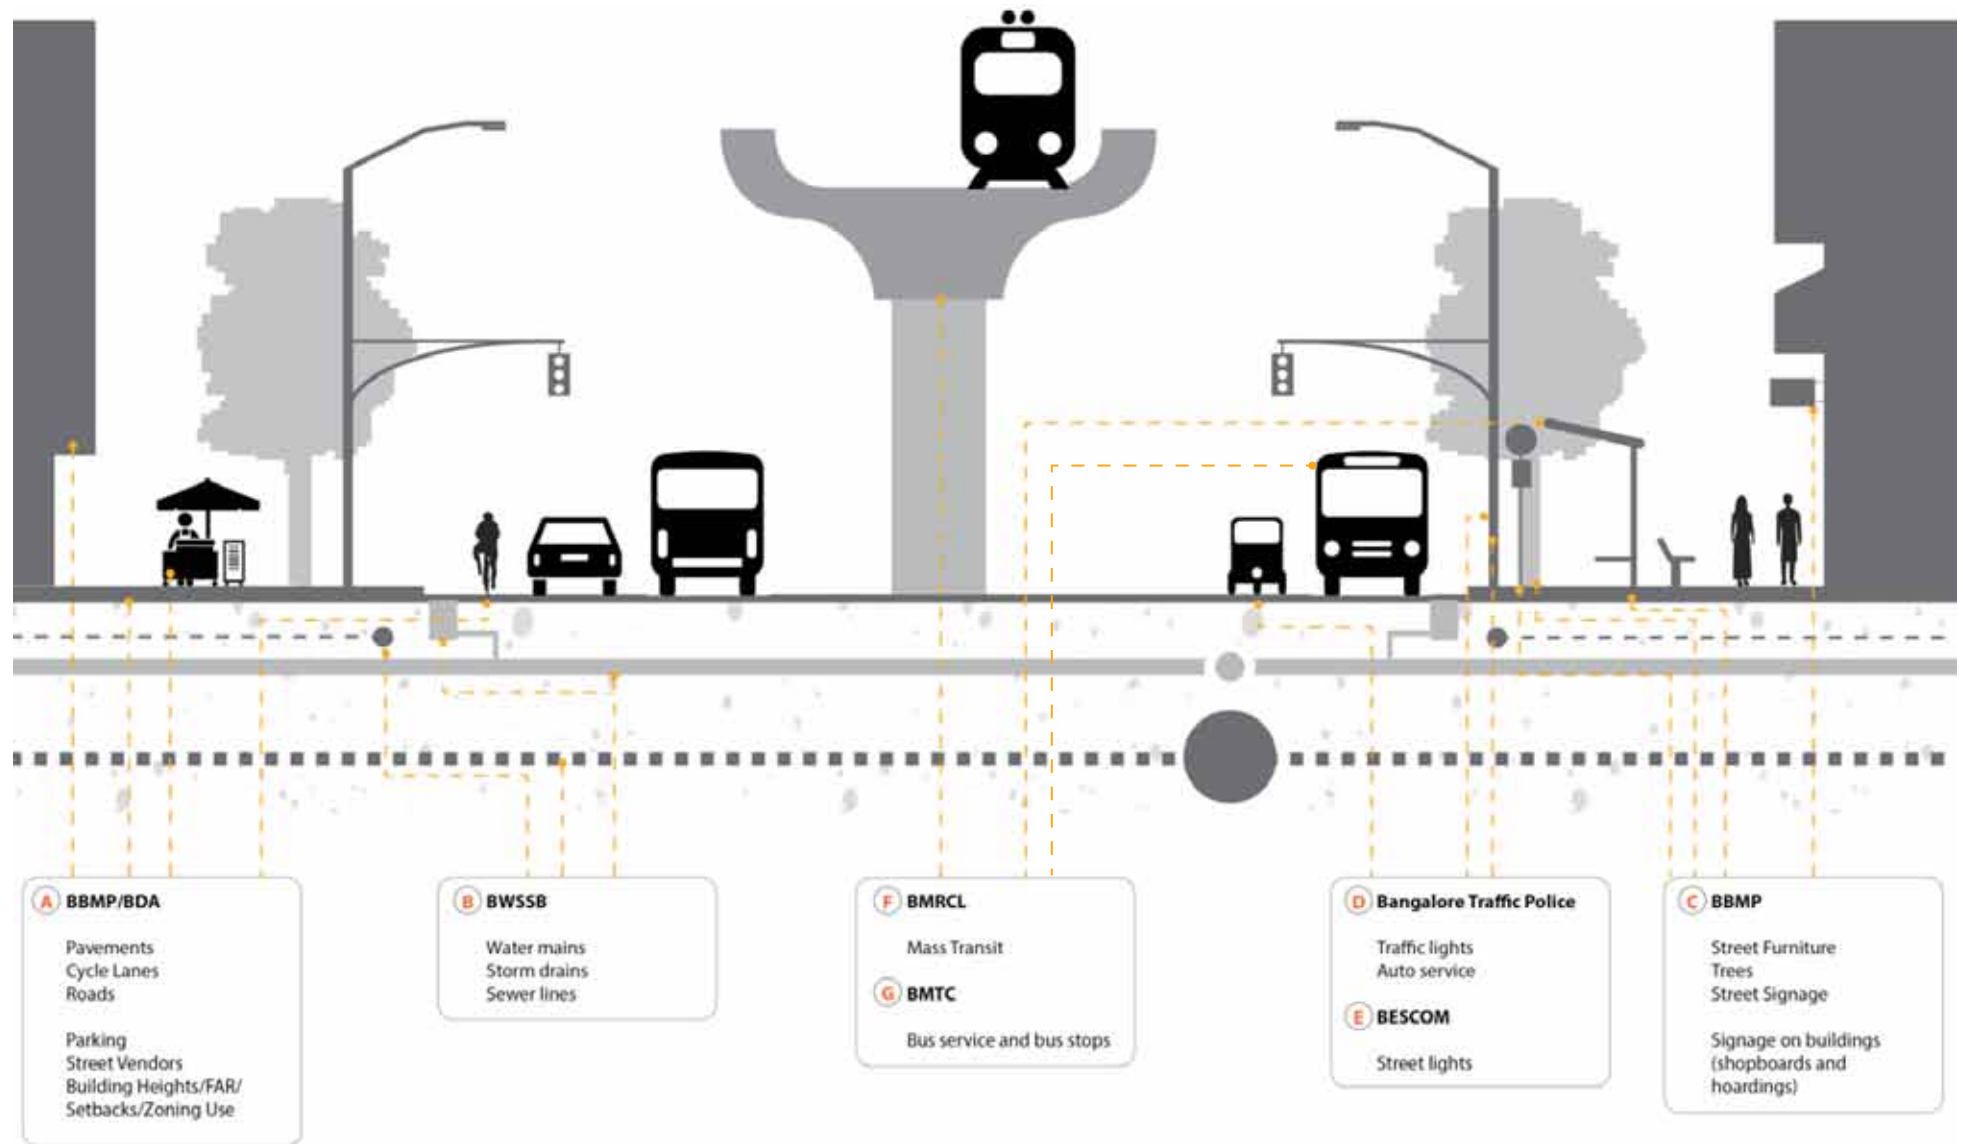 A BBMP/BDA
Pavements
Cycle Lanes
Roads
Parking
Street Vendors
Building Heights/FAR/
Setbacks/Zoning Use
B BWSSB
Water mains
Storm drains
Sewer lines
F BMRCL
Mass Transit
G BMTC
Bus service and bus stops
D Bangalore Traffic Police
Traffic lights
Auto service
E BESCOM
Street lights
C BBMP
Street Furniture
Trees
Street Signage
Signage on buildings
(shopboards and
hoardings)